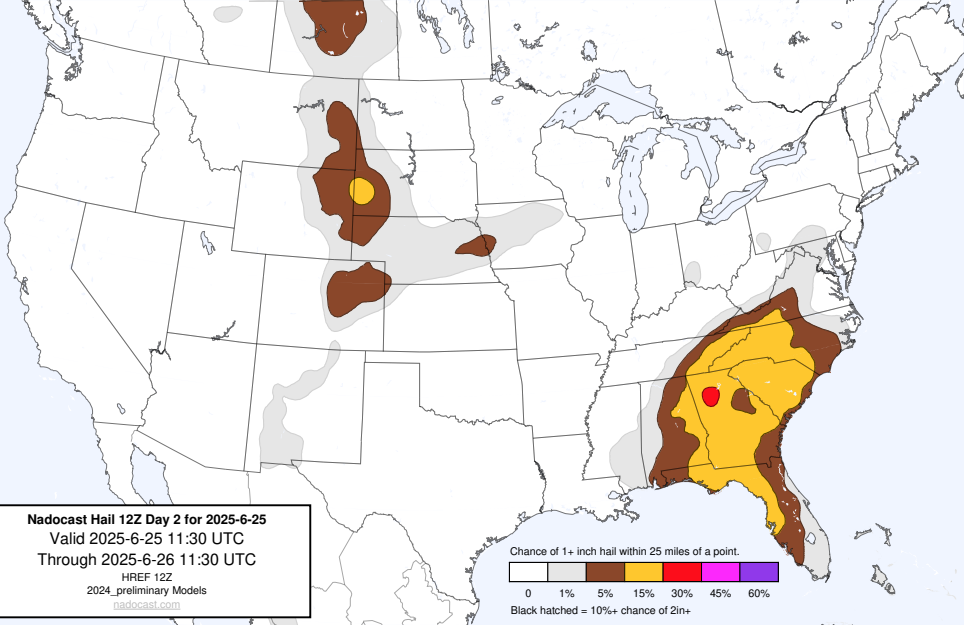 Nadocast Hail 12Z Day 2 for 2025-6-25
Valid 2025-6-25 11:30 UTC
Through 2025-6-26 11:30 UTC
HREF 12Z
2024_preliminary Models
nadocast.com
Chance of 1+ inch hail within 25 miles of a point.
0 1% 5% 15% 30% 45% 60%
Black hatched = 10%+ chance of 2in+